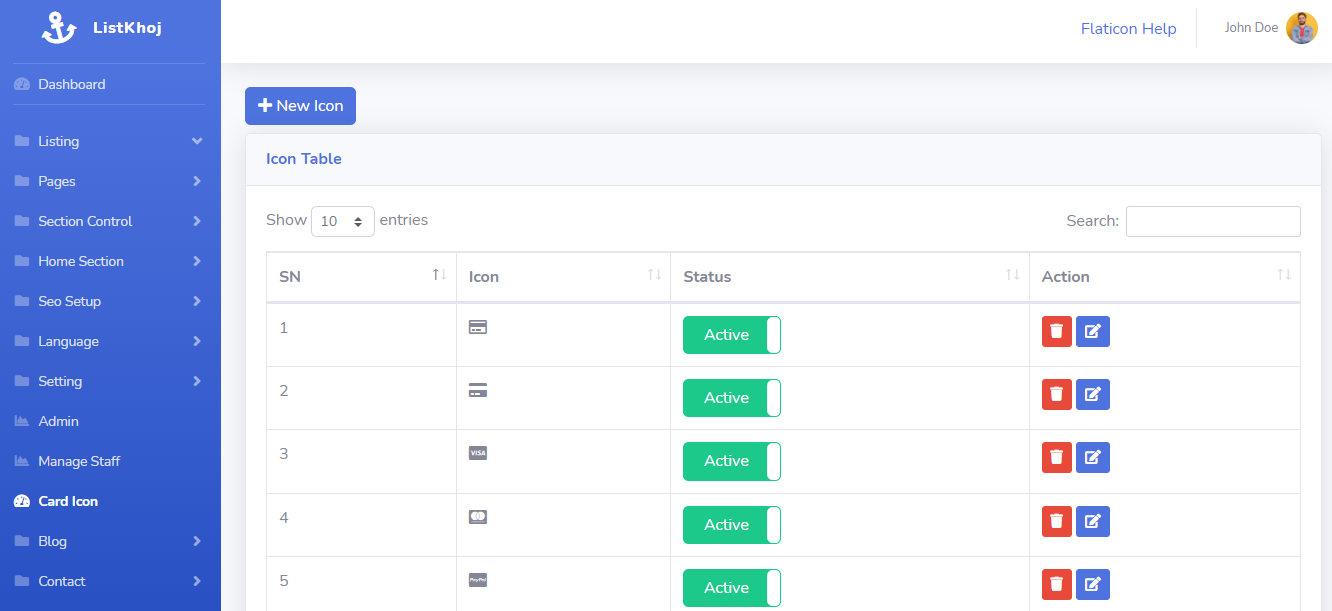 ListKhoj
Flaticon Help
John Doe
Dashboard
Listing
Pages
Section Control
Home Section
Seo Setup
Language
Setting
Admin
Manage Staff
Card Icon
Blog
Contact
New Icon
Icon Table
Show 10 entries
Search:
SN Icon Status Action
1 Active
2 Active
3 VISA Active
4 Active
5 PayPal Active